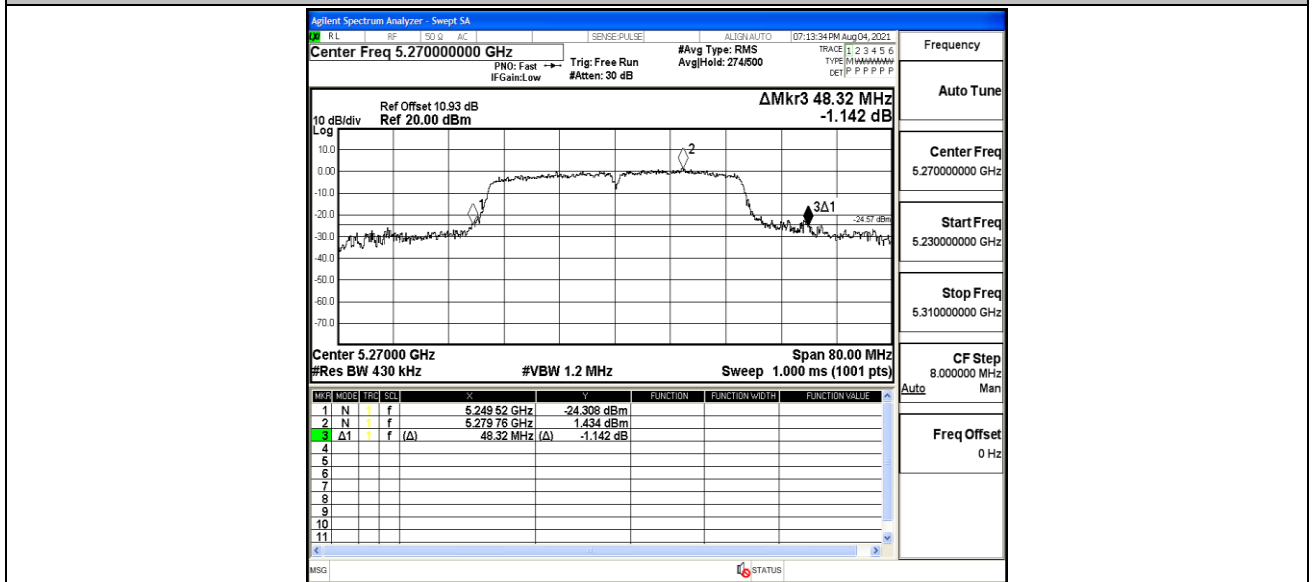 Agilent Spectrum Analyzer - Swept SA
RL RF 50 Ω AC SENSE:PULSE ALIGN AUTO 07:13:34 PM Aug 04, 2021
Center Freq 5.270000000 GHz
PNO: Fast
IFGain:Low
Trig: Free Run
#Atten: 30 dB
#Avg Type: RMS
Avg|Hold: 274/500
TRACE 1 2 3 4 5 6
TYPE M
DET P P P P P P
ΔMkr3 48.32 MHz
-1.142 dB
Ref Offset 10.93 dB
10 dB/div Ref 20.00 dBm
Log
10.0
0.00
-10.0
-20.0
-30.0
-40.0
-50.0
-60.0
-70.0
1
2
3Δ1
-24.57 dBm
Center 5.27000 GHz Span 80.00 MHz
#Res BW 430 kHz #VBW 1.2 MHz Sweep 1.000 ms (1001 pts)
MKR MODE TRC SCL X Y FUNCTION FUNCTION WIDTH FUNCTION VALUE
1 N 1 f 5.249 52 GHz -24.308 dBm
2 N 1 f 5.279 76 GHz 1.434 dBm
3 Δ1 1 f (Δ) 48.32 MHz (Δ) -1.142 dB
4
5
6
7
8
9
10
11
MSG STATUS
Frequency
Auto Tune
Center Freq
5.270000000 GHz
Start Freq
5.230000000 GHz
Stop Freq
5.310000000 GHz
CF Step
8.000000 MHz
Auto Man
Freq Offset
0 Hz